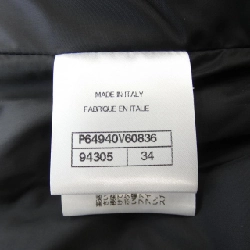 MADE IN ITALY
FABRIQUE EN ITALIE
P64940V60836
94305 34